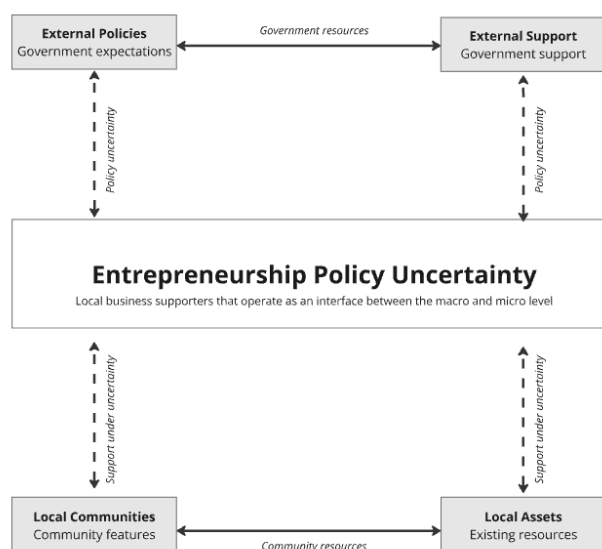 External Policies
Government expectations
Government resources
External Support
Government support
Policy uncertainty
Policy uncertainty
Entrepreneurship Policy Uncertainty
Local business supporters that operate as an interface between the macro and micro level
Support under uncertainty
Support under uncertainty
Local Communities
Community features
Community resources
Local Assets
Existing resources